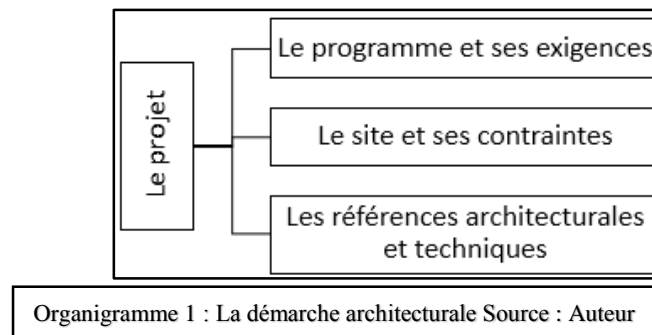 Le projet
Le programme et ses exigences
Le site et ses contraintes
Les références architecturales
et techniques
Organigramme 1 : La démarche architecturale Source : Auteur